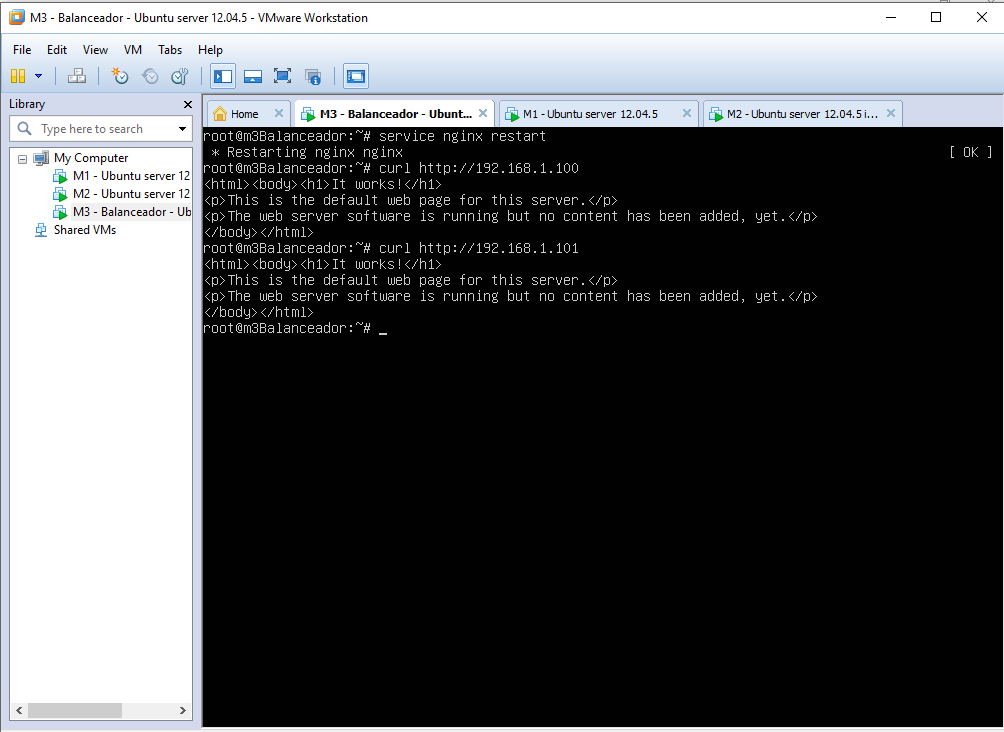 M3 - Balanceador - Ubuntu server 12.04.5 - VMware Workstation
File Edit View VM Tabs Help
Library
Type here to search
My Computer
M1 - Ubuntu server 12
M2 - Ubuntu server 12
M3 - Balanceador - Ub
Shared VMs
Home M3 - Balanceador - Ubunt... M1 - Ubuntu server 12.04.5 M2 - Ubuntu server 12.04.5 i...
root@m3Balanceador:~# service nginx restart
* Restarting nginx nginx [ OK ]
root@m3Balanceador:~# curl http://192.168.1.100
<html><body><h1>It works!</h1>
<p>This is the default web page for this server.</p>
<p>The web server software is running but no content has been added, yet.</p>
</body></html>
root@m3Balanceador:~# curl http://192.168.1.101
<html><body><h1>It works!</h1>
<p>This is the default web page for this server.</p>
<p>The web server software is running but no content has been added, yet.</p>
</body></html>
root@m3Balanceador:~# _